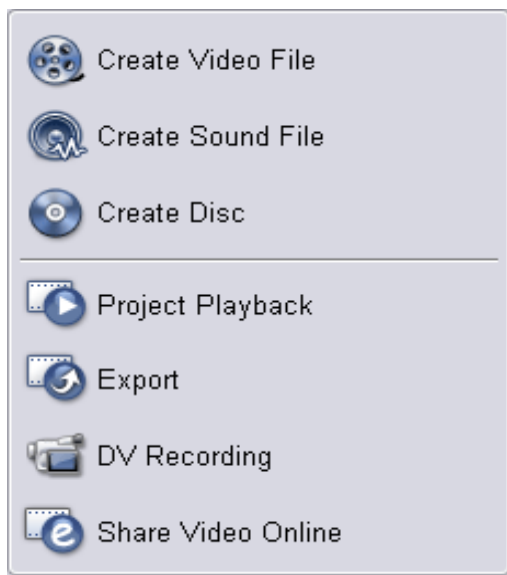 Create Video File
Create Sound File
Create Disc
Project Playback
Export
DV Recording
Share Video Online